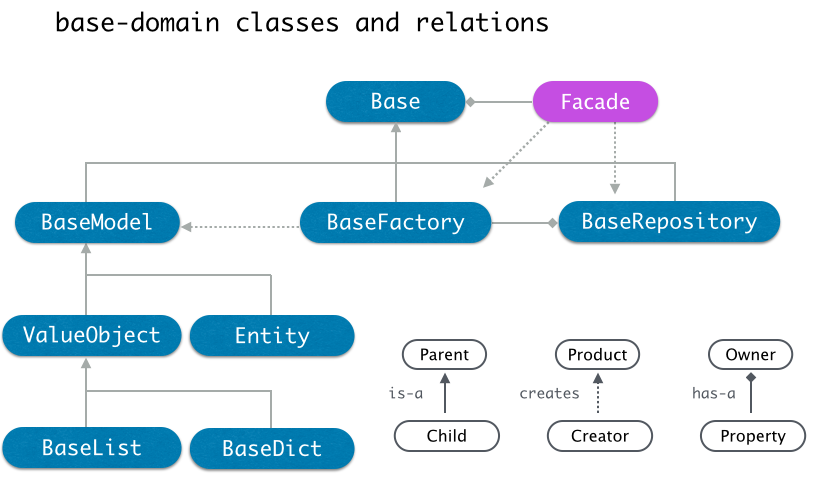 base-domain classes and relations
Base
Facade
BaseModel
BaseFactory
BaseRepository
ValueObject
Entity
Parent
Product
Owner
is-a
creates
has-a
BaseList
BaseDict
Child
Creator
Property